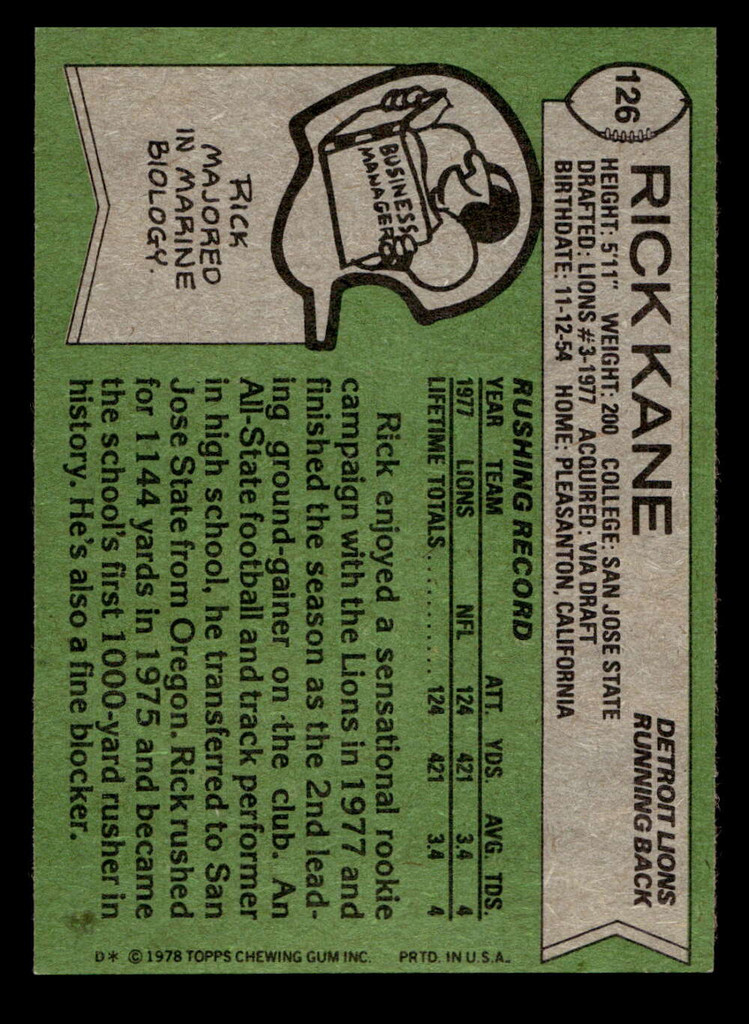 126
RICK KANE
DETROIT LIONS
RUNNING BACK
HEIGHT: 5'11" WEIGHT: 200 COLLEGE: SAN JOSE STATE
DRAFTED: LIONS #3-1977 ACQUIRED: VIA DRAFT
BIRTHDATE: 11-12-54 HOME: PLEASANTON, CALIFORNIA
BUSINESS
MANAGER
RICK
MAJORED
IN MARINE
BIOLOGY.
RUSHING RECORD
YEAR TEAM ATT. YDS. AVG. TDS.
1977 LIONS NFL 124 421 3.4 4
LIFETIME TOTALS.......... 124 421 3.4 4
Rick enjoyed a sensational rookie
campaign with the Lions in 1977 and
finished the season as the 2nd lead-
ing ground-gainer on the club. An
All-State football and track performer
in high school, he transferred to San
Jose State from Oregon. Rick rushed
for 1144 yards in 1975 and became
the school's first 1000-yard rusher in
history. He's also a fine blocker.
D* © 1978 TOPPS CHEWING GUM INC. PRTD. IN U.S.A.